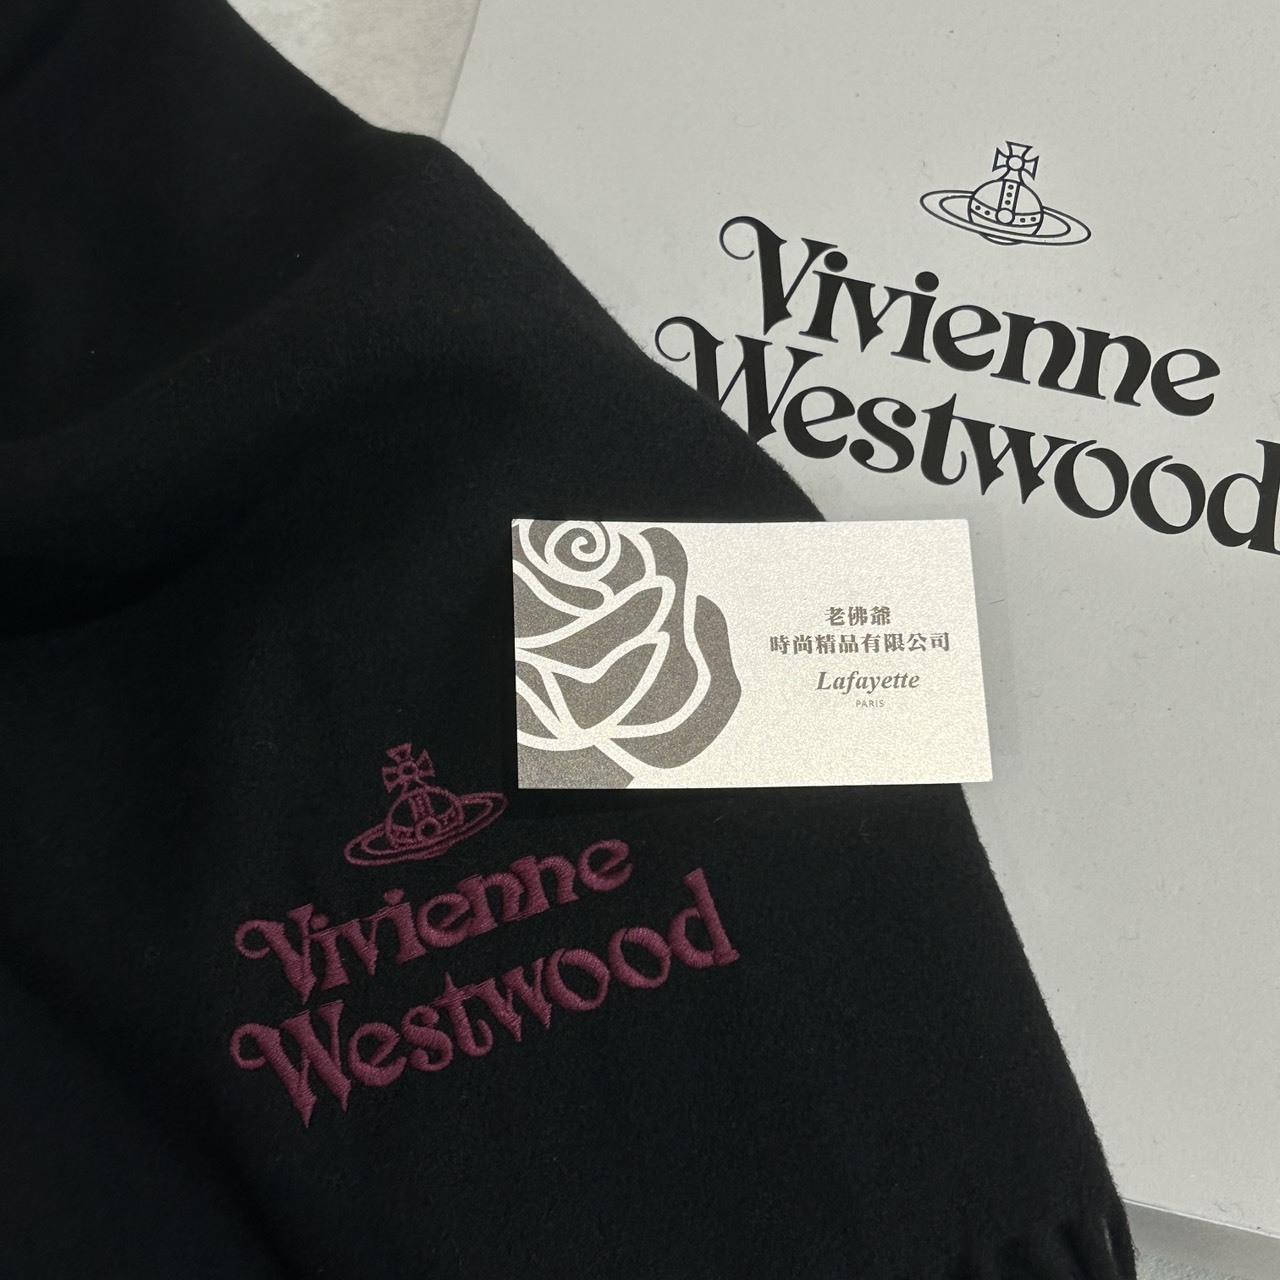 Vivienne
Westwood
老佛爺
時尚精品有限公司
Lafayette
PARIS
Vivienne
Westwood